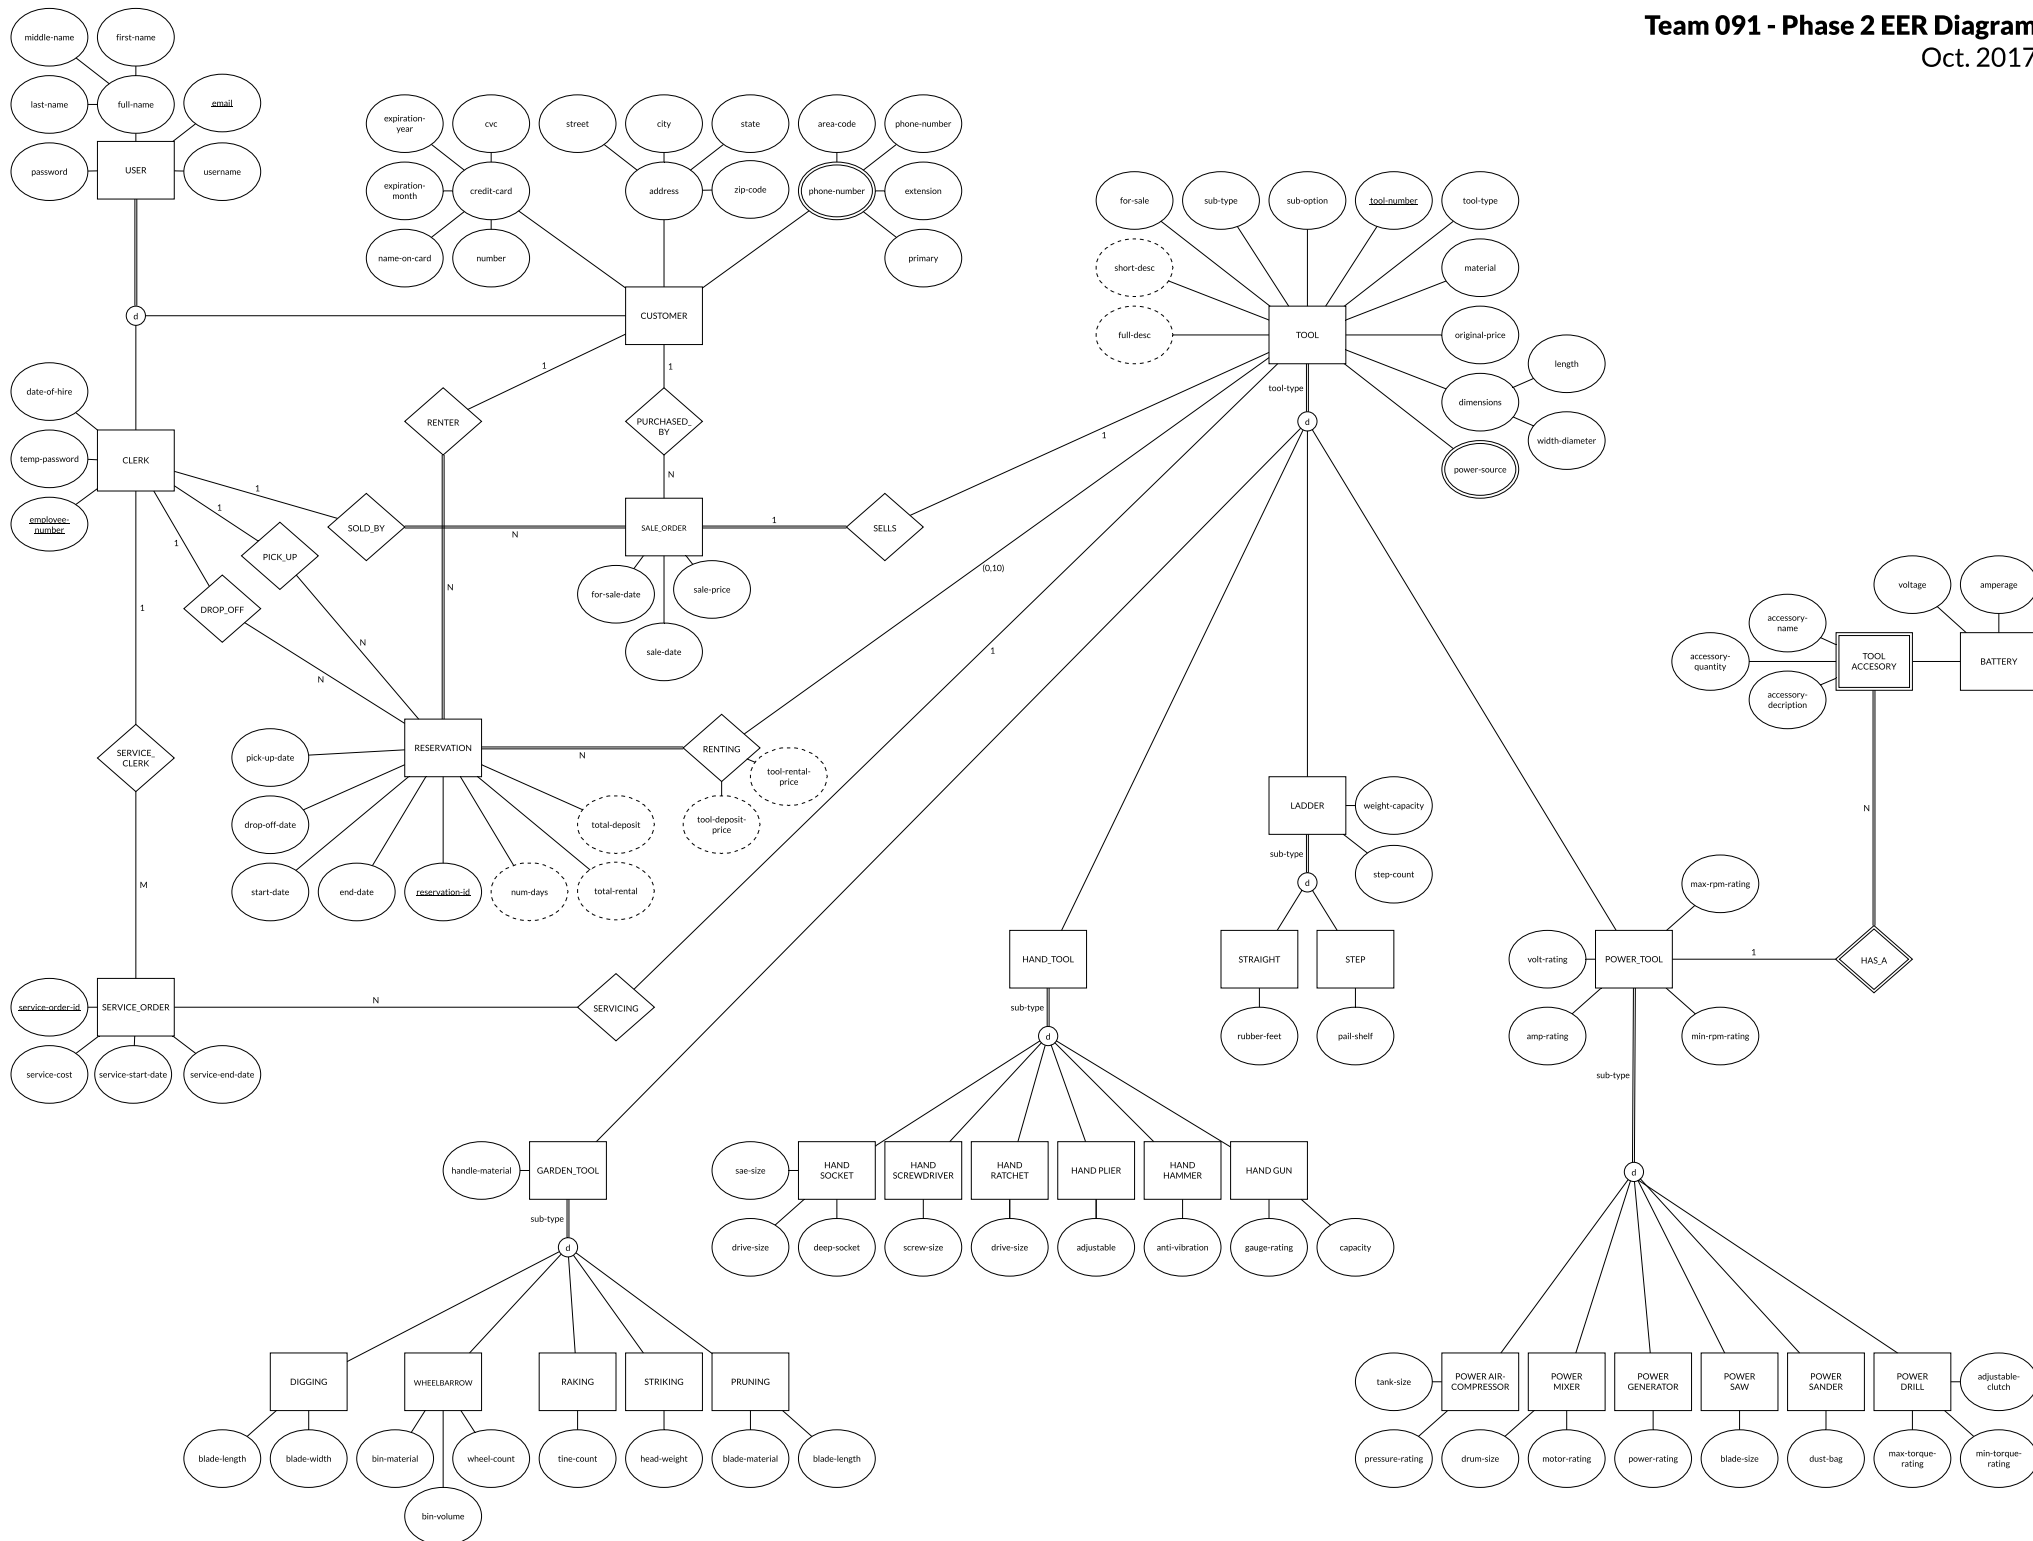 Team 091 - Phase 2 EER Diagram
Oct. 2017
middle-name
first-name
last-name
full-name
email
password
USER
username
d
expiration-
year
cvc
street
city
state
area-code
phone-number
expiration-
month
credit-card
address
zip-code
phone-number
extension
name-on-card
number
primary
CUSTOMER
for-sale
sub-type
sub-option
tool-number
tool-type
short-desc
material
full-desc
TOOL
original-price
length
dimensions
width-diameter
power-source
tool-type
d
date-of-hire
temp-password
CLERK
employee-
number
1
RENTER
1
PURCHASED_
BY
N
1
SOLD_BY
N
SALE_ORDER
1
SELLS
1
1
PICK_UP
1
DROP_OFF
for-sale-date
sale-price
sale-date
N
(0,10)
1
N
N
1
SERVICE_
CLERK
M
pick-up-date
RESERVATION
N
RENTING
tool-rental-
price
drop-off-date
total-deposit
tool-deposit-
price
start-date
end-date
reservation-id
num-days
total-rental
service-order-id
SERVICE_ORDER
N
SERVICING
service-cost
service-start-date
service-end-date
voltage
amperage
accessory-
name
accessory-
quantity
TOOL
ACCESORY
BATTERY
accessory-
decription
N
LADDER
weight-capacity
sub-type
step-count
d
HAND_TOOL
STRAIGHT
STEP
sub-type
d
rubber-feet
pail-shelf
max-rpm-rating
volt-rating
POWER_TOOL
1
HAS_A
amp-rating
min-rpm-rating
sub-type
d
handle-material
GARDEN_TOOL
sub-type
d
sae-size
HAND
SOCKET
HAND
SCREWDRIVER
HAND
RATCHET
HAND PLIER
HAND
HAMMER
HAND GUN
drive-size
deep-socket
screw-size
drive-size
adjustable
anti-vibration
gauge-rating
capacity
DIGGING
WHEELBARROW
RAKING
STRIKING
PRUNING
blade-length
blade-width
bin-material
wheel-count
tine-count
head-weight
blade-material
blade-length
bin-volume
tank-size
POWER AIR-
COMPRESSOR
POWER
MIXER
POWER
GENERATOR
POWER
SAW
POWER
SANDER
POWER
DRILL
adjustable-
clutch
pressure-rating
drum-size
motor-rating
power-rating
blade-size
dust-bag
max-torque-
rating
min-torque-
rating